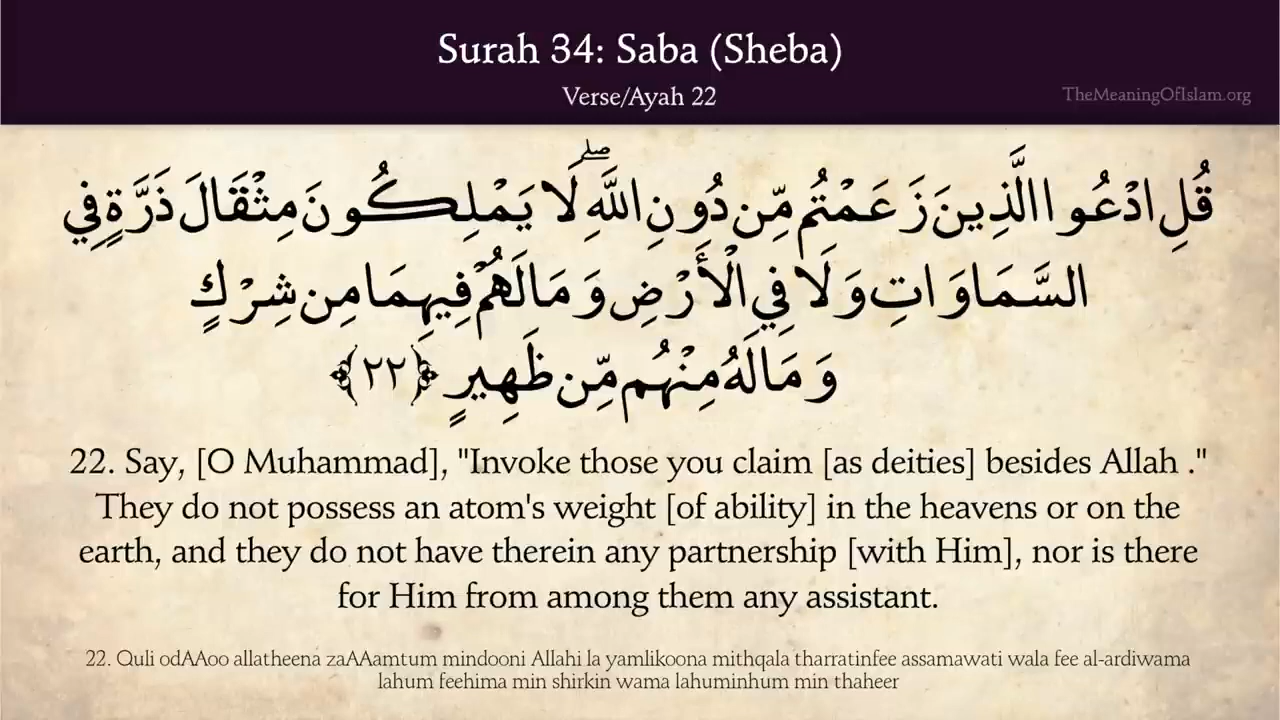 Surah 34: Saba (Sheba)
Verse/Ayah 22
TheMeaningOfIslam.org
قُلِ ادْعُوا الَّذِينَ زَعَمْتُم مِّن دُونِ اللَّهِ ۖ لَا يَمْلِكُونَ مِثْقَالَ ذَرَّةٍ فِي
السَّمَاوَاتِ وَلَا فِي الْأَرْضِ وَمَا لَهُمْ فِيهِمَا مِن شِرْكٍ
وَمَا لَهُ مِنْهُم مِّن ظَهِيرٍ ﴿٢٢﴾
22. Say, [O Muhammad], "Invoke those you claim [as deities] besides Allah ."
They do not possess an atom's weight [of ability] in the heavens or on the
earth, and they do not have therein any partnership [with Him], nor is there
for Him from among them any assistant.
22. Quli odAAoo allatheena zaAAamtum mindooni Allahi la yamlikoona mithqala tharratinfee assamawati wala fee al-ardiwama
lahum feehima min shirkin wama lahuminhum min thaheer